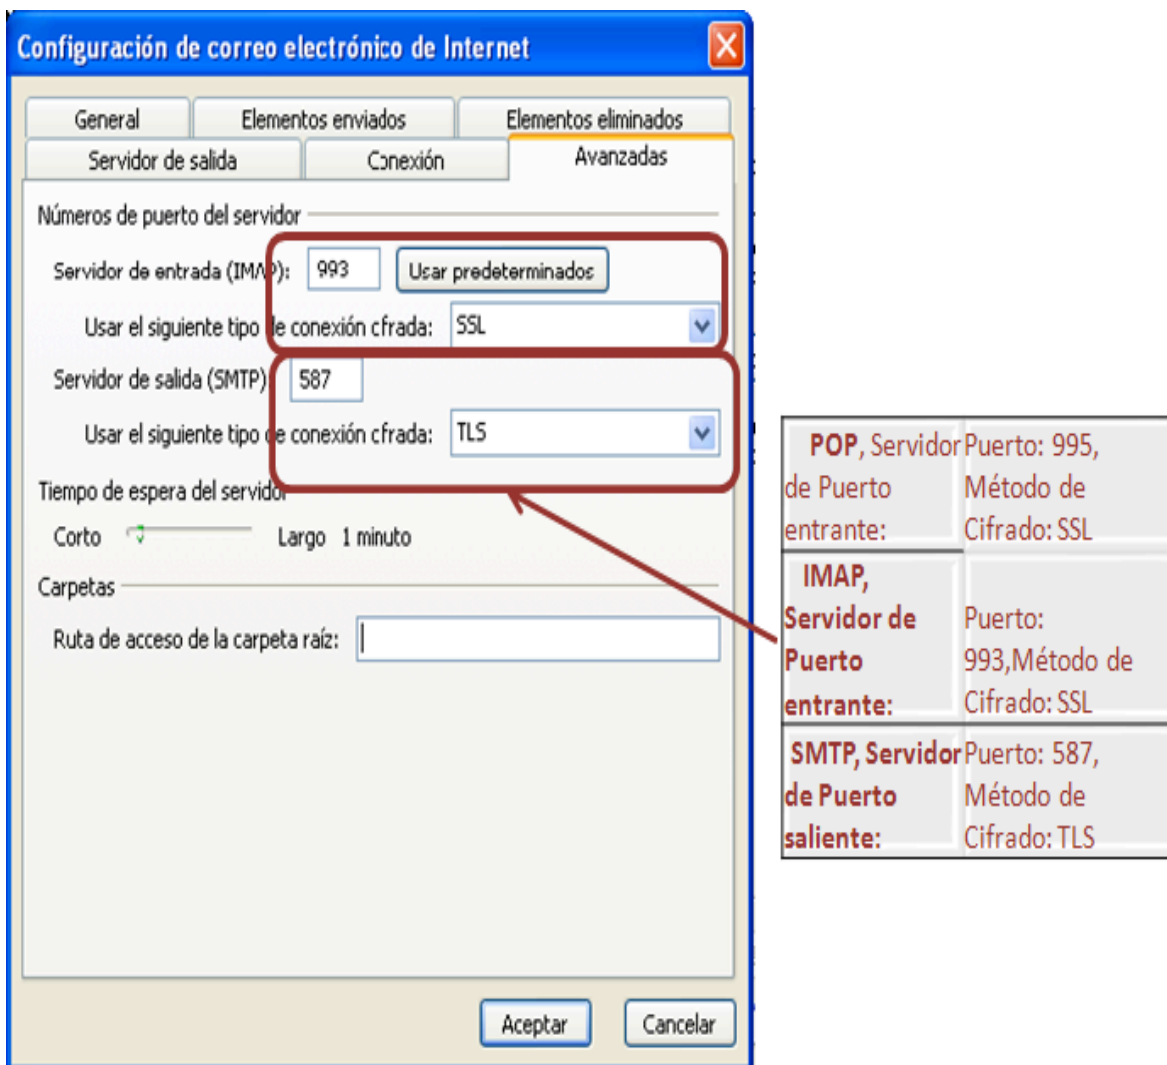 Configuración de correo electrónico de Internet
General
Elementos enviados
Elementos eliminados
Servidor de salida
Conexión
Avanzadas
Números de puerto del servidor
Servidor de entrada (IMAP):
993
Usar predeterminados
Usar el siguiente tipo de conexión cfrada:
SSL
Servidor de salida (SMTP):
587
Usar el siguiente tipo de conexión cfrada:
TLS
Tiempo de espera del servidor
Corto
Largo 1 minuto
Carpetas
Ruta de acceso de la carpeta raíz:
Aceptar
Cancelar
POP, Servidor
de Puerto
entrante:
Puerto: 995,
Método de
Cifrado: SSL
IMAP,
Servidor de
Puerto
entrante:
Puerto:
993,Método de
Cifrado: SSL
SMTP, Servidor
de Puerto
saliente:
Puerto: 587,
Método de
Cifrado: TLS